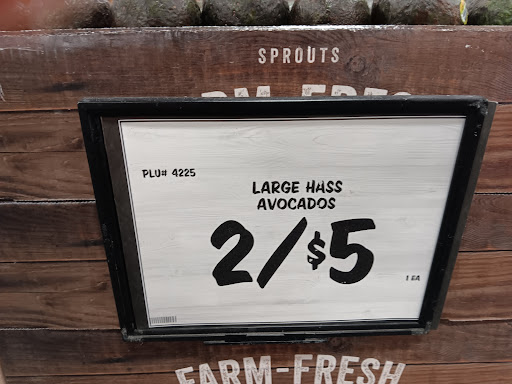 SPROUTS
PLU# 4225
LARGE HASS
AVOCADOS
2/$5
1 EA
FARM-FRESH